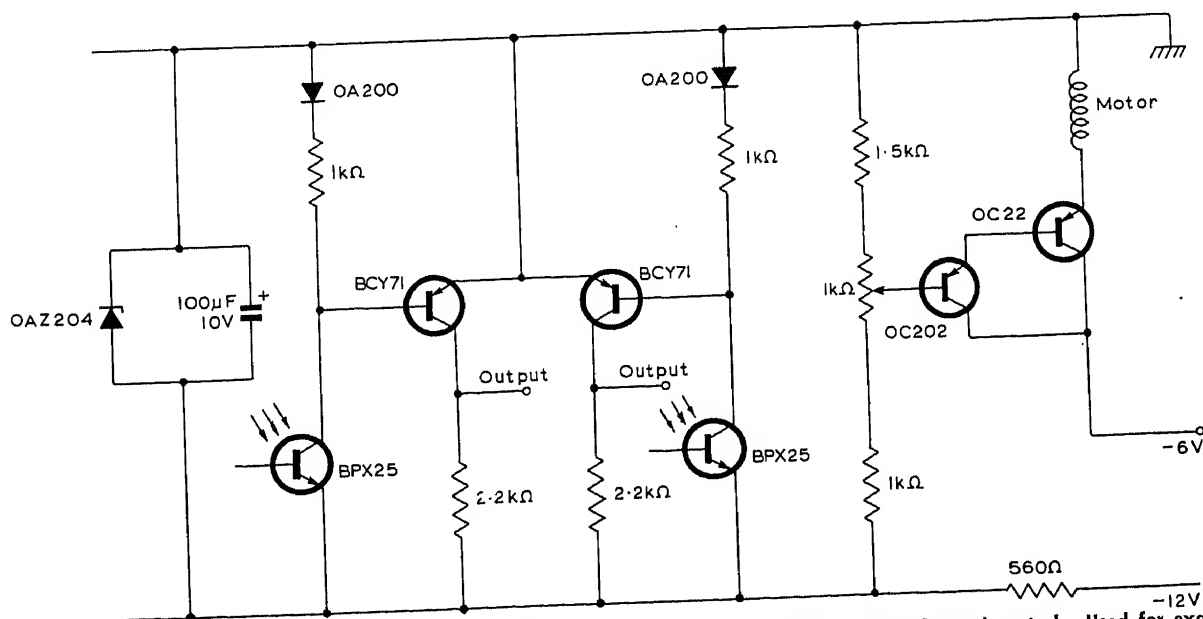 OA200
OA200
1kΩ
1kΩ
1·5kΩ
Motor
OC22
BCY71
BCY71
100µF +
10V
OAZ204
1kΩ
OC202
Output
Output
-6V
BPX25
BPX25
2·2kΩ
2·2kΩ
1kΩ
560Ω
-12V